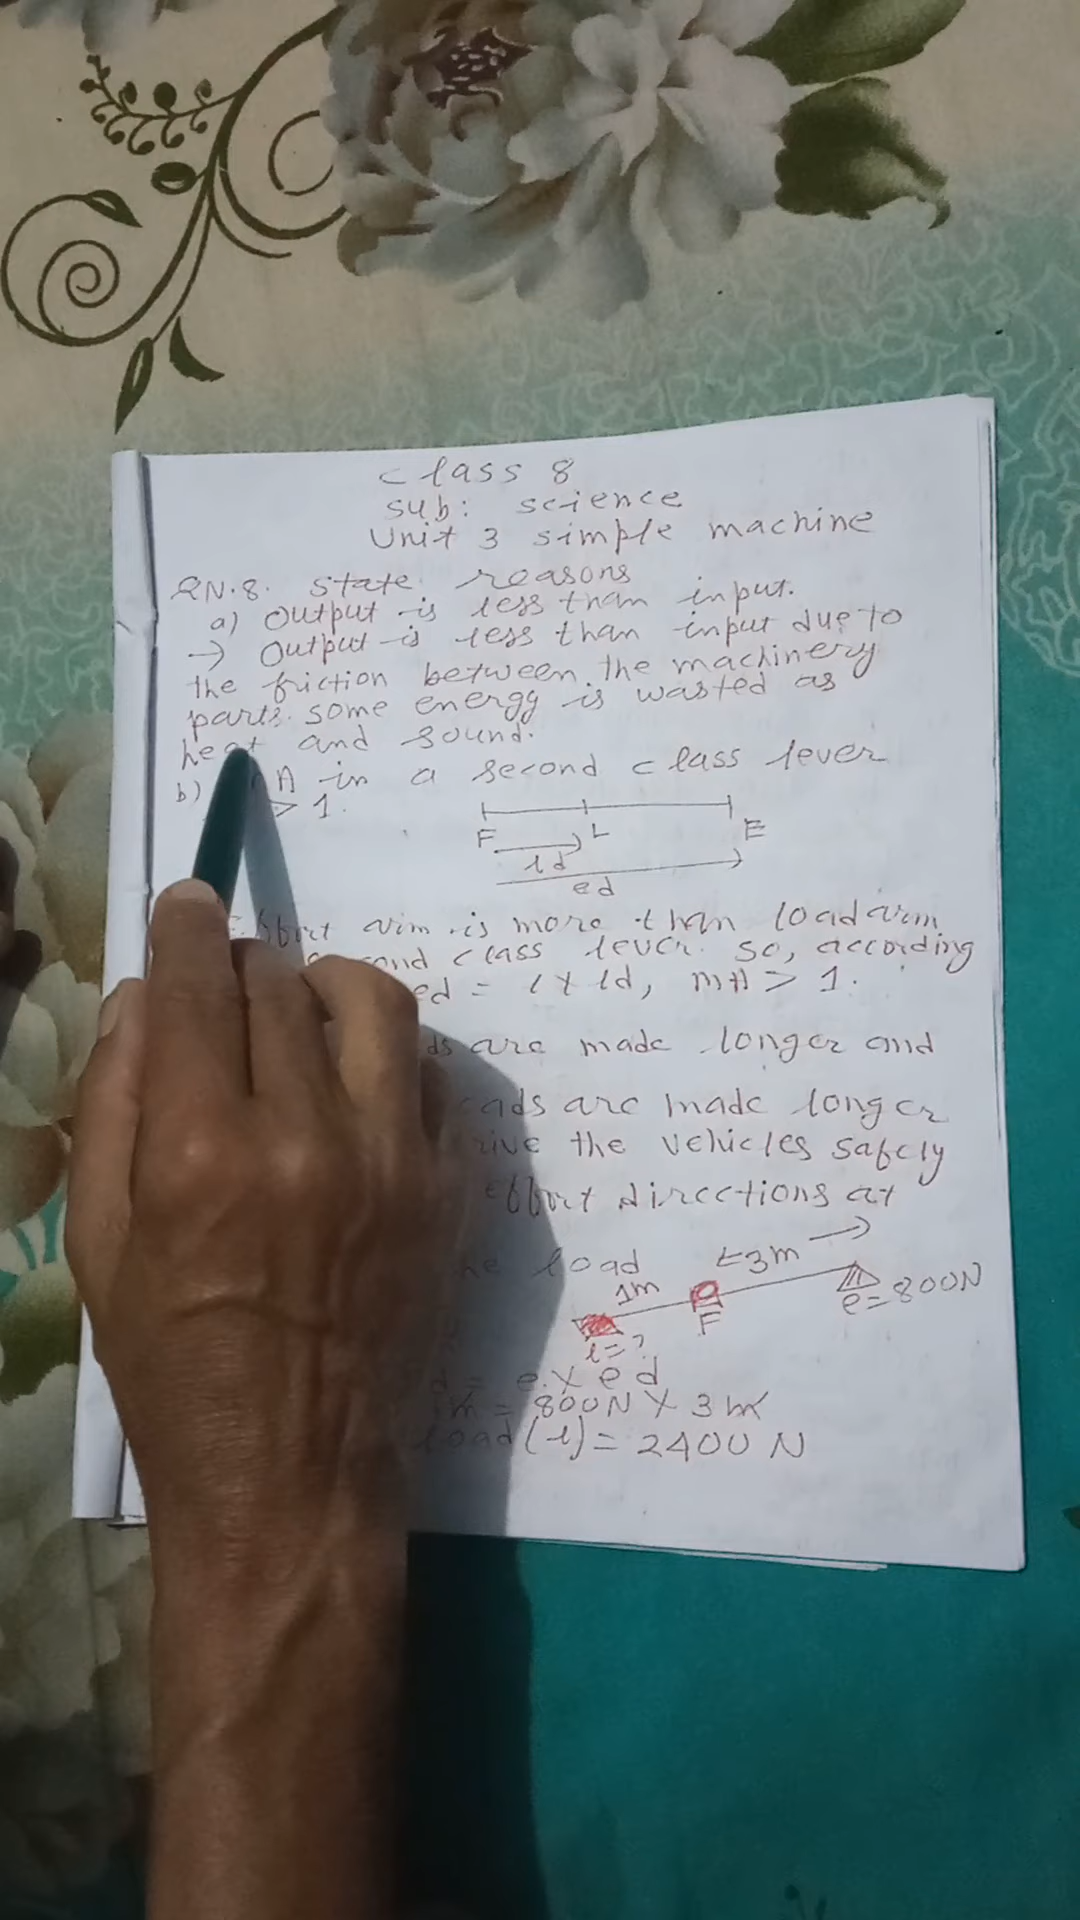 class 8
sub: science
Unit 3 simple machine
QN.8. state reasons
a) output is less than input.
→ output is less than input due to
the friction between the machinery
parts. some energy is wasted as
heat and sound.
b) A in a second class lever
> 1.
F L E
ld
ed
arm is more than load arm
class lever. so, according
ed = l x ld, MA > 1.
are made longer and
are made longer
the vehicles safely
effort directions at
load
1m 3m
F e=800N
l=?
= e x ed
m = 800N x 3m
load (l) = 2400 N